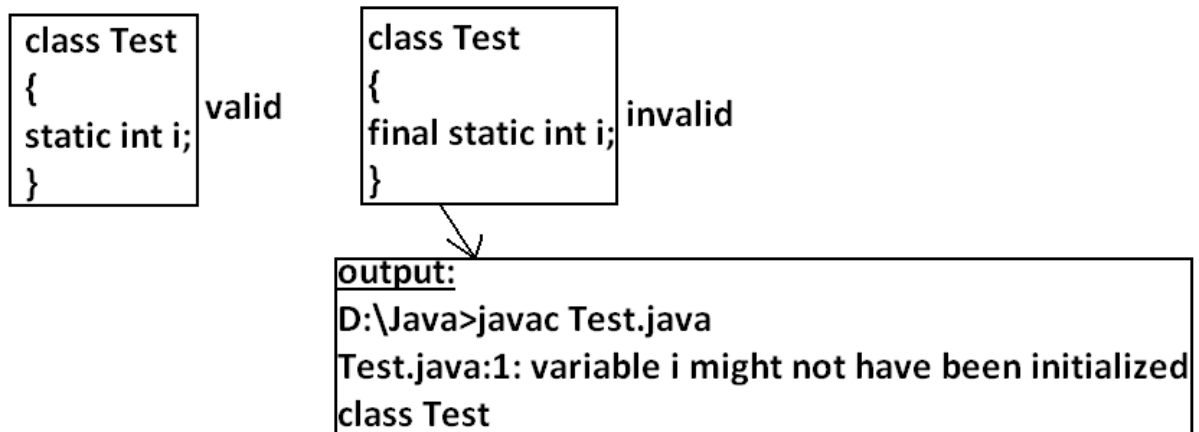 class Test
{
static int i;
}
valid
class Test
{
final static int i;
}
invalid
output:
D:\Java>javac Test.java
Test.java:1: variable i might not have been initialized
class Test